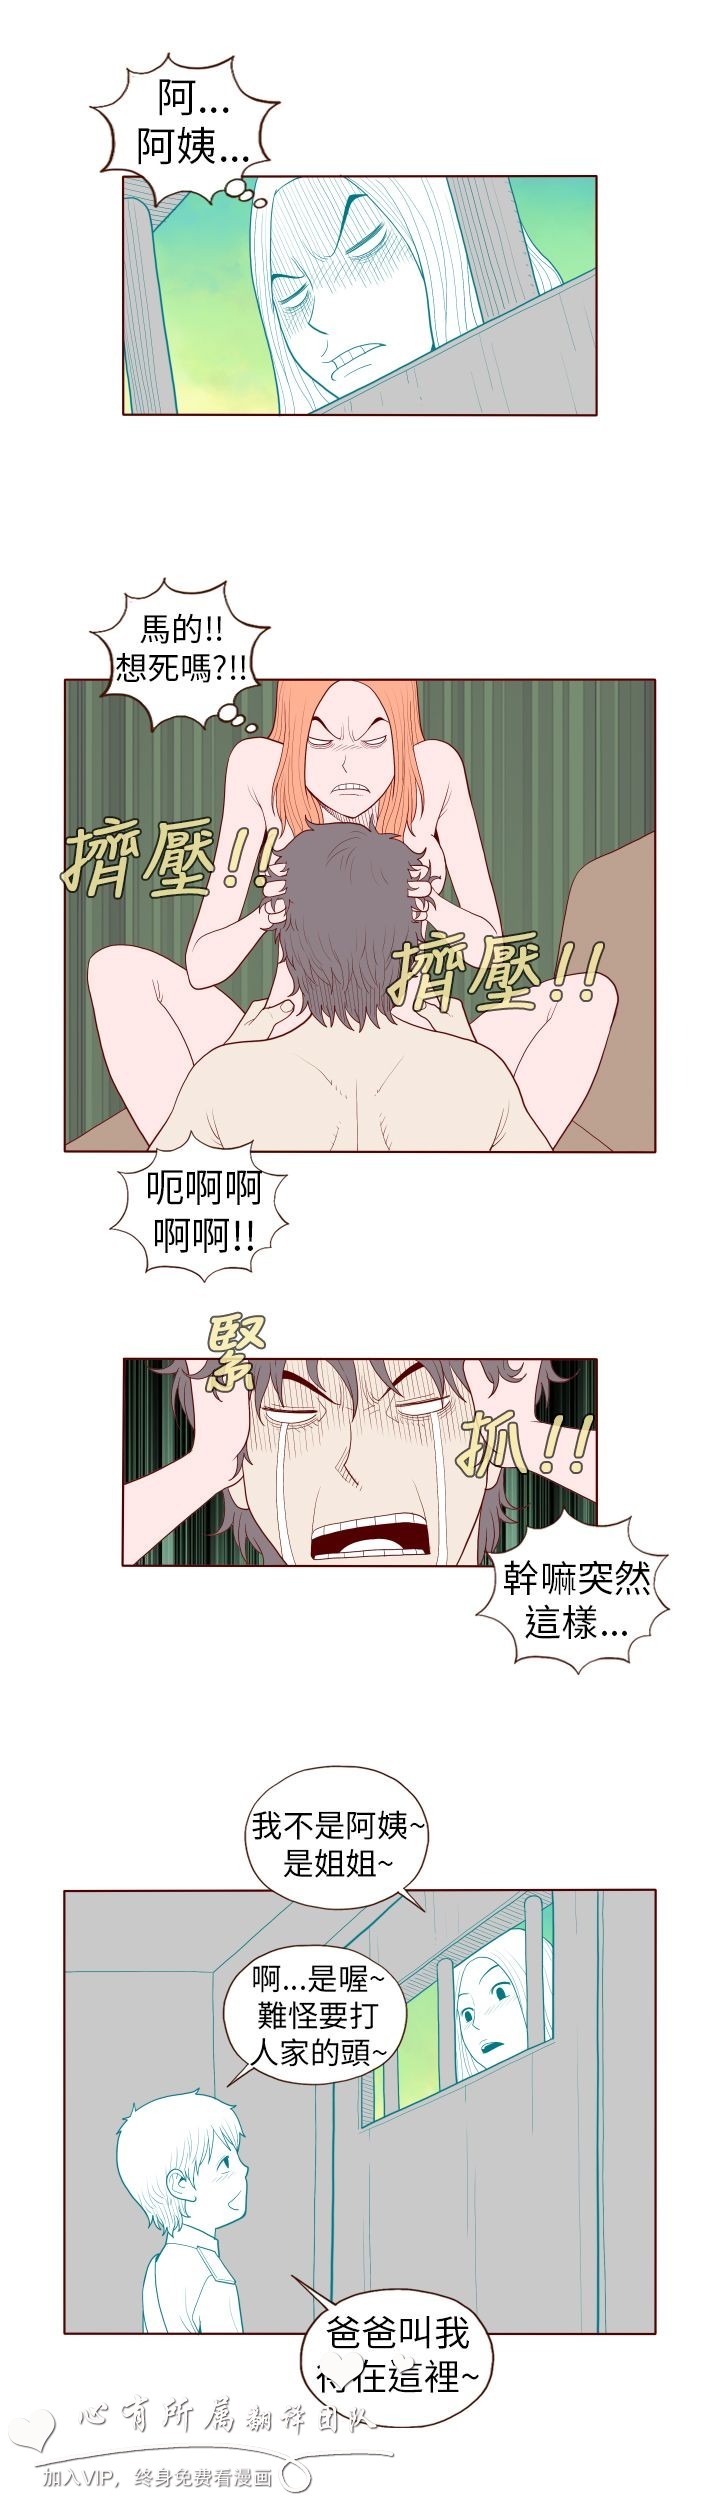 阿...
阿姨...
馬的!!
想死嗎?!!
擠壓!!
擠壓!!
呃啊啊
啊啊!!
緊
抓!!
幹嘛突然
這樣...
我不是阿姨~
是姐姐~
啊...是喔~
難怪要打
人家的頭~
爸爸叫我
待在這裡~
心有所属翻译团队
加入VIP，终身免费看漫画